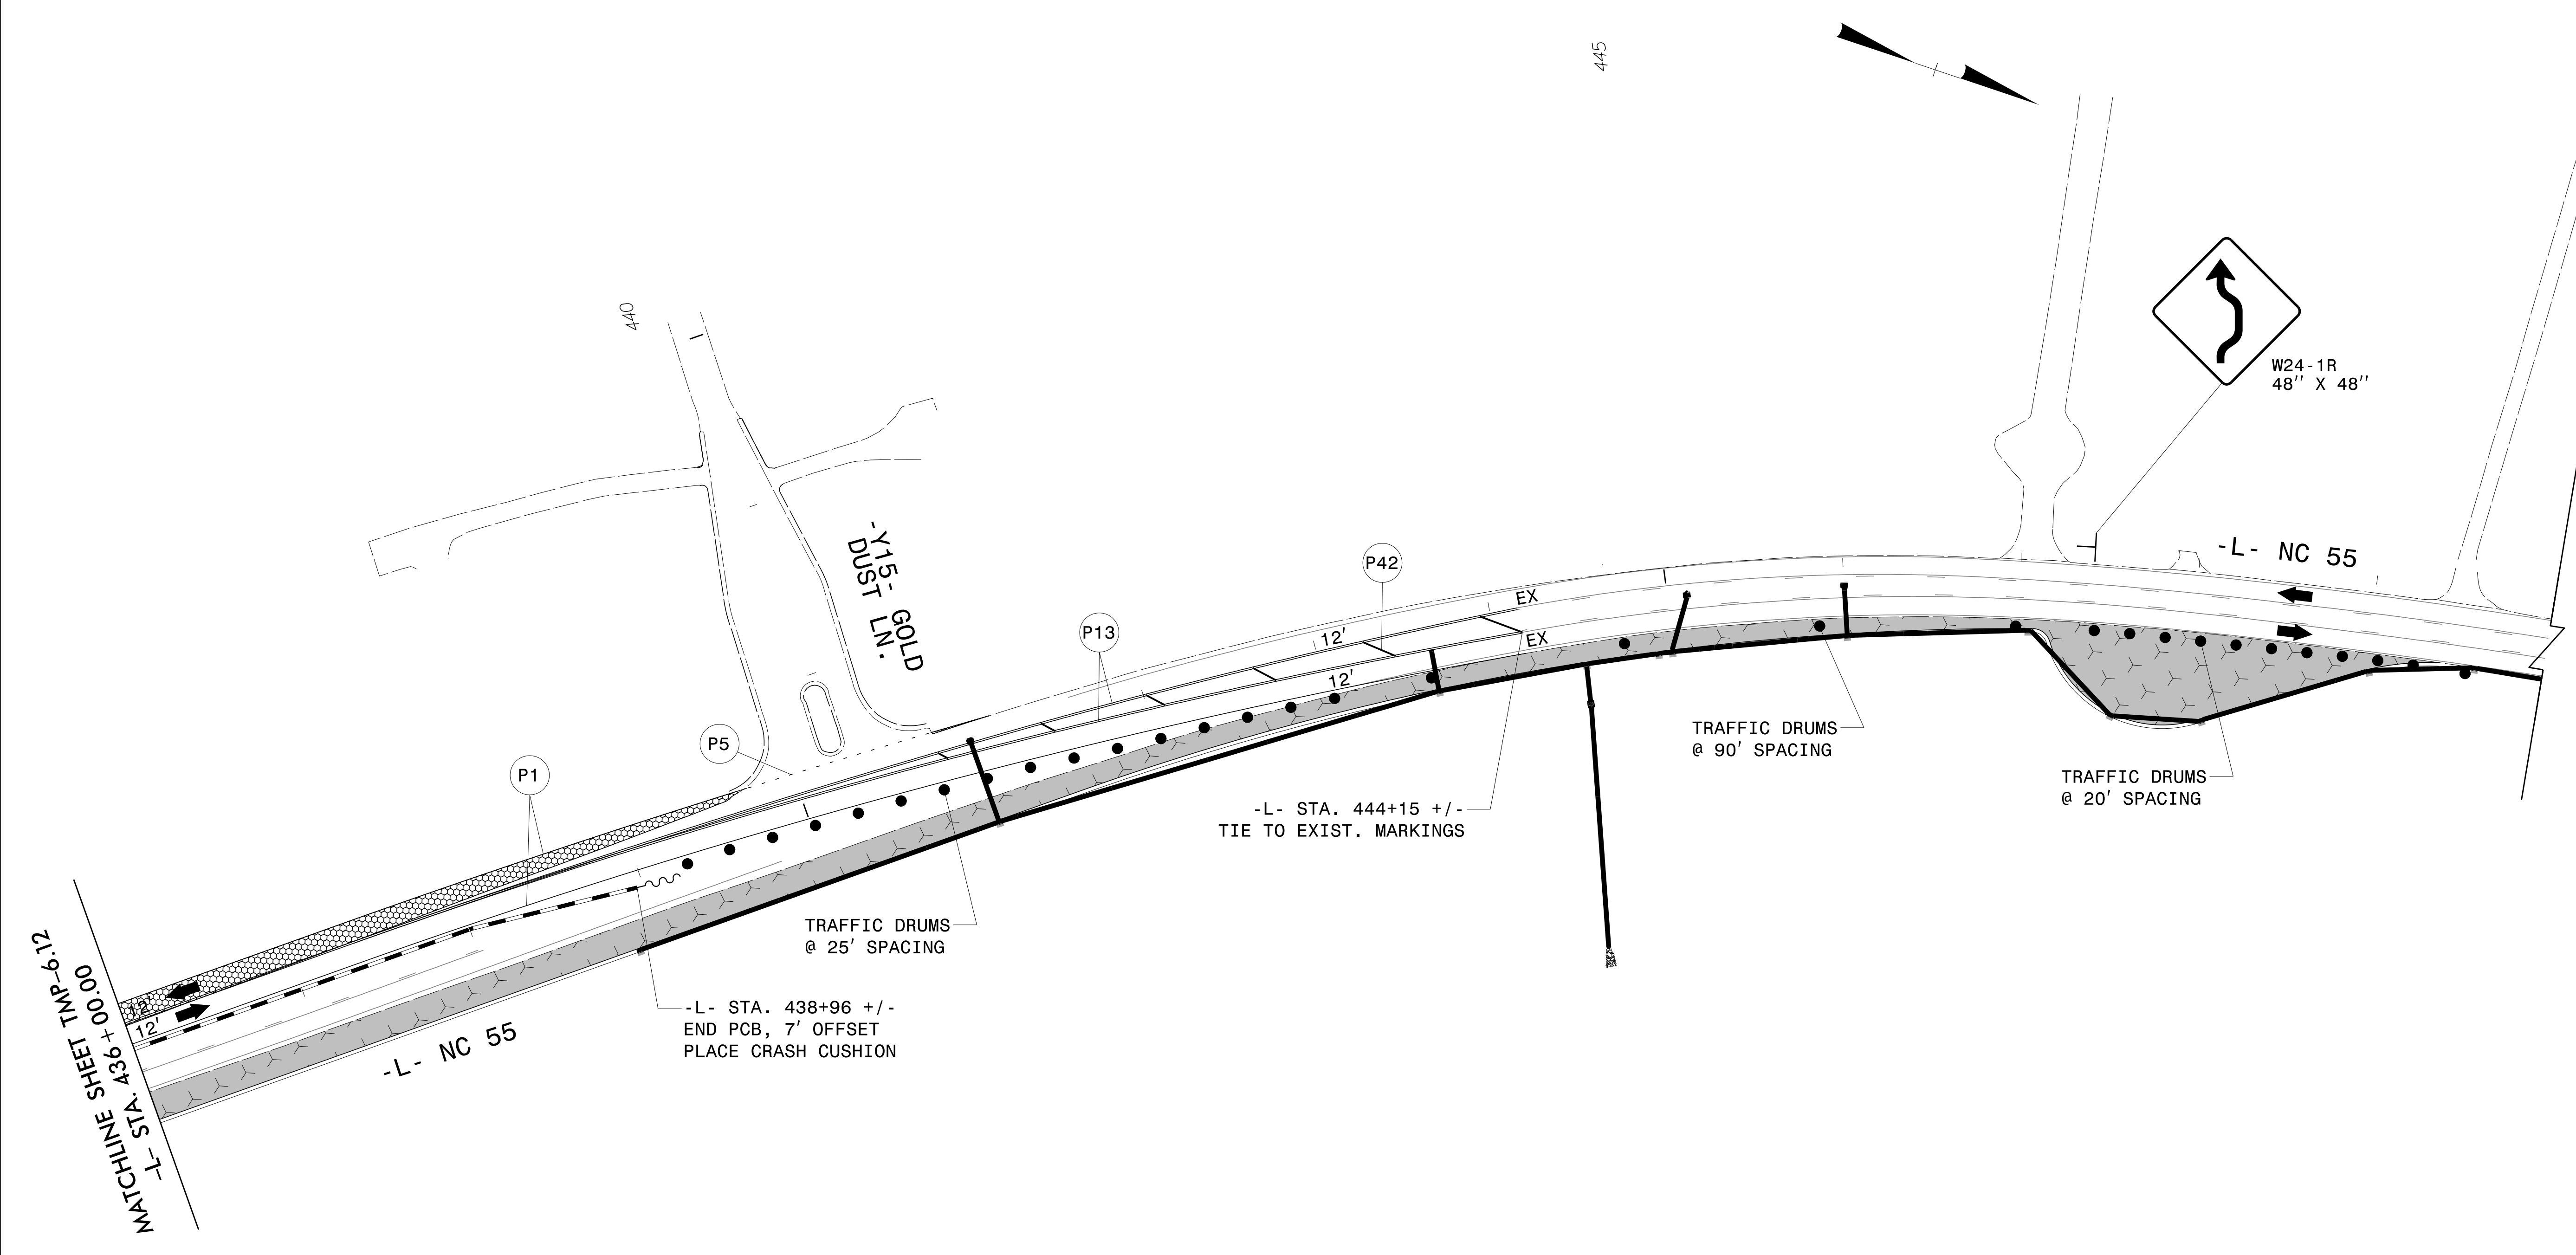 445
440
W24-1R
48" X 48"
-L- NC 55
-Y15- GOLD
DUST LN.
P42
P13
P5
P1
EX
EX
12'
12'
TRAFFIC DRUMS
@ 90' SPACING
TRAFFIC DRUMS
@ 20' SPACING
-L- STA. 444+15 +/-
TIE TO EXIST. MARKINGS
TRAFFIC DRUMS
@ 25' SPACING
-L- STA. 438+96 +/-
END PCB, 7' OFFSET
PLACE CRASH CUSHION
12'
12'
-L- NC 55
MATCHLINE SHEET TMP-6.12
-L- STA. 436+00.00